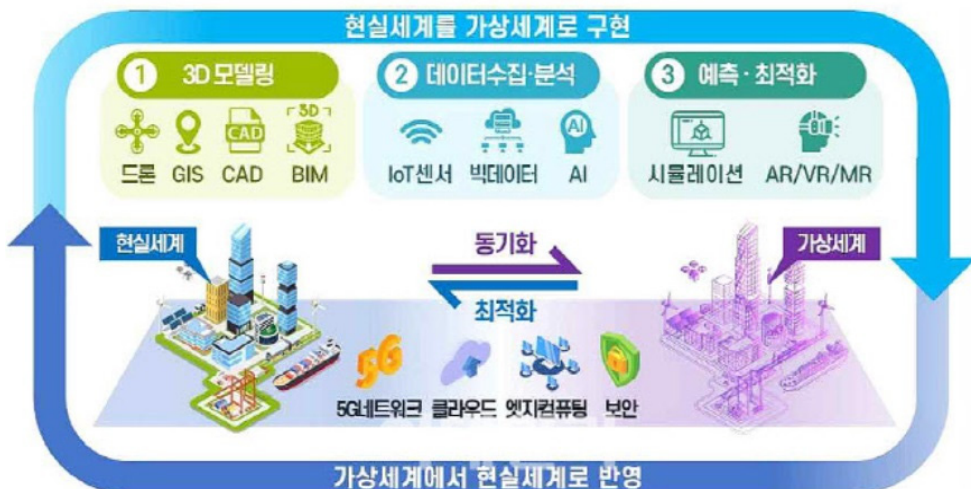 현실세계를 가상세계로 구현
1 3D 모델링
드론 GIS CAD BIM
CAD
3D
2 데이터수집·분석
IoT센서 빅데이터 AI
AI
3 예측·최적화
시뮬레이션 AR/VR/MR
현실세계
동기화
최적화
가상세계
5G
5G네트워크 클라우드 엣지컴퓨팅 보안
가상세계에서 현실세계로 반영